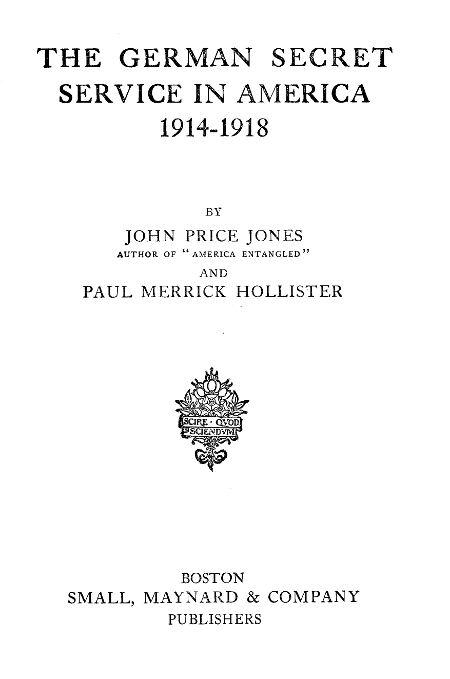 THE GERMAN SECRET
SERVICE IN AMERICA
1914-1918
BY
JOHN PRICE JONES
AUTHOR OF "AMERICA ENTANGLED"
AND
PAUL MERRICK HOLLISTER
SCIRE · QVOD
SCIENDVM
BOSTON
SMALL, MAYNARD & COMPANY
PUBLISHERS